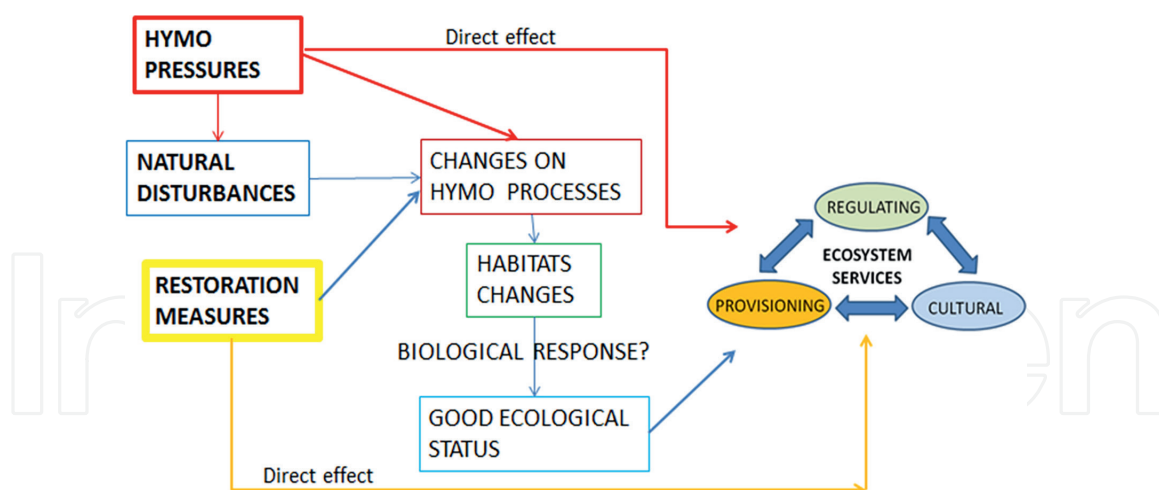 HYMO
PRESSURES
Direct effect
NATURAL
DISTURBANCES
CHANGES ON
HYMO PROCESSES
REGULATING
ECOSYSTEM
SERVICES
PROVISIONING
CULTURAL
RESTORATION
MEASURES
HABITATS
CHANGES
BIOLOGICAL RESPONSE?
GOOD ECOLOGICAL
STATUS
Direct effect